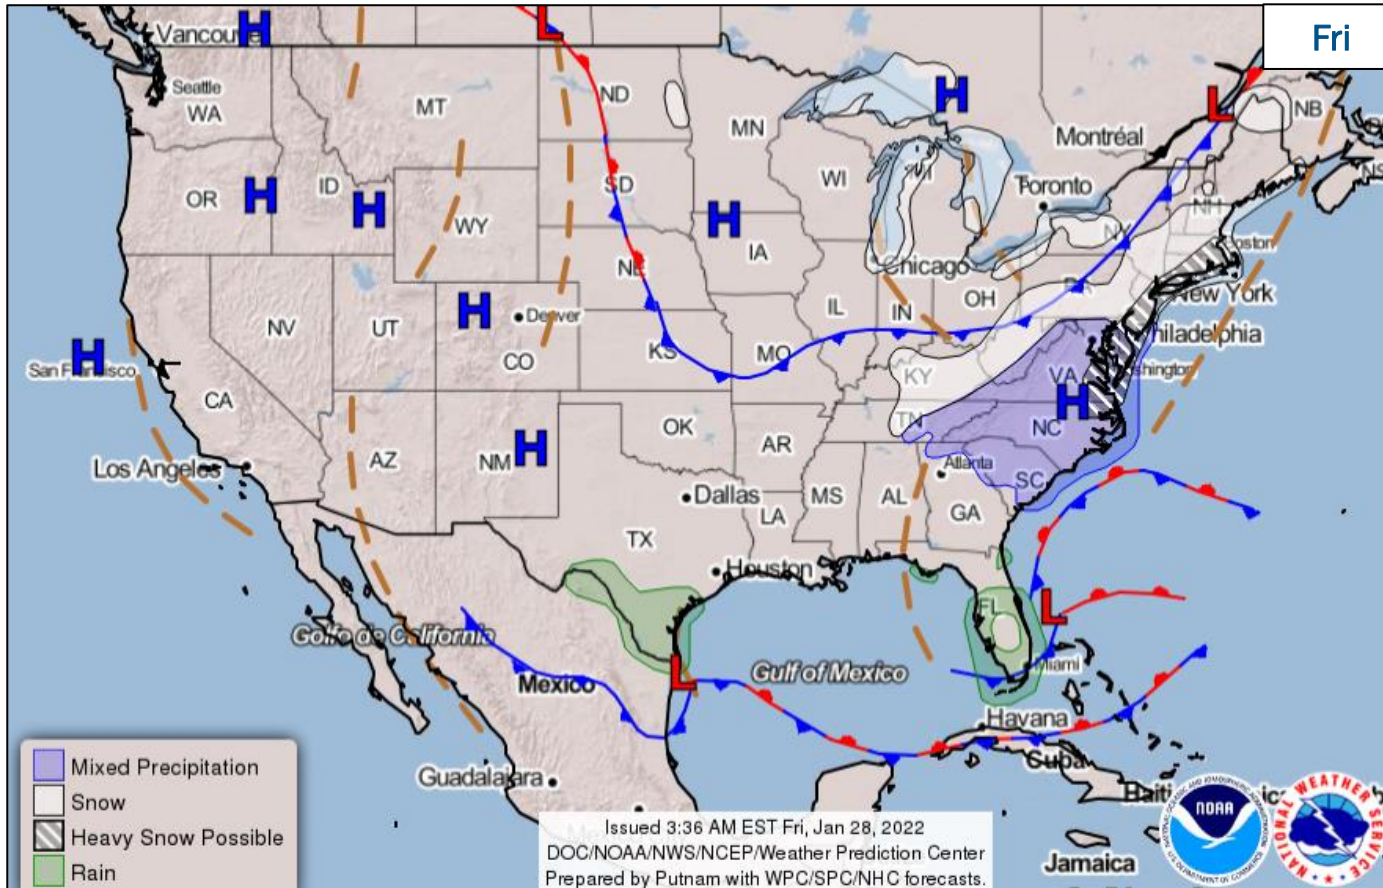 Fri
Vancouver
H
L
Seattle
WA
MT
ND
MN
H
L
NB
Montréal
OR
H
ID
H
WY
SD
H
IA
WI
Toronto
NY
NH
Boston
NV
UT
H
Denver
CO
NE
KS
MO
IL
IN
OH
Chicago
PA
New York
Philadelphia
H
San Francisco
CA
KY
VA
H
NC
TN
Los Angeles
AZ
NM
H
OK
AR
Dallas
TX
LA
MS
AL
Atlanta
GA
SC
Houston
FL
L
Miami
Golfo de California
Mexico
L
Gulf of Mexico
Havana
Cuba
Guadalajara
Jamaica
Mixed Precipitation
Snow
Heavy Snow Possible
Rain
Issued 3:36 AM EST Fri, Jan 28, 2022
DOC/NOAA/NWS/NCEP/Weather Prediction Center
Prepared by Putnam with WPC/SPC/NHC forecasts.
NOAA
NATIONAL WEATHER SERVICE